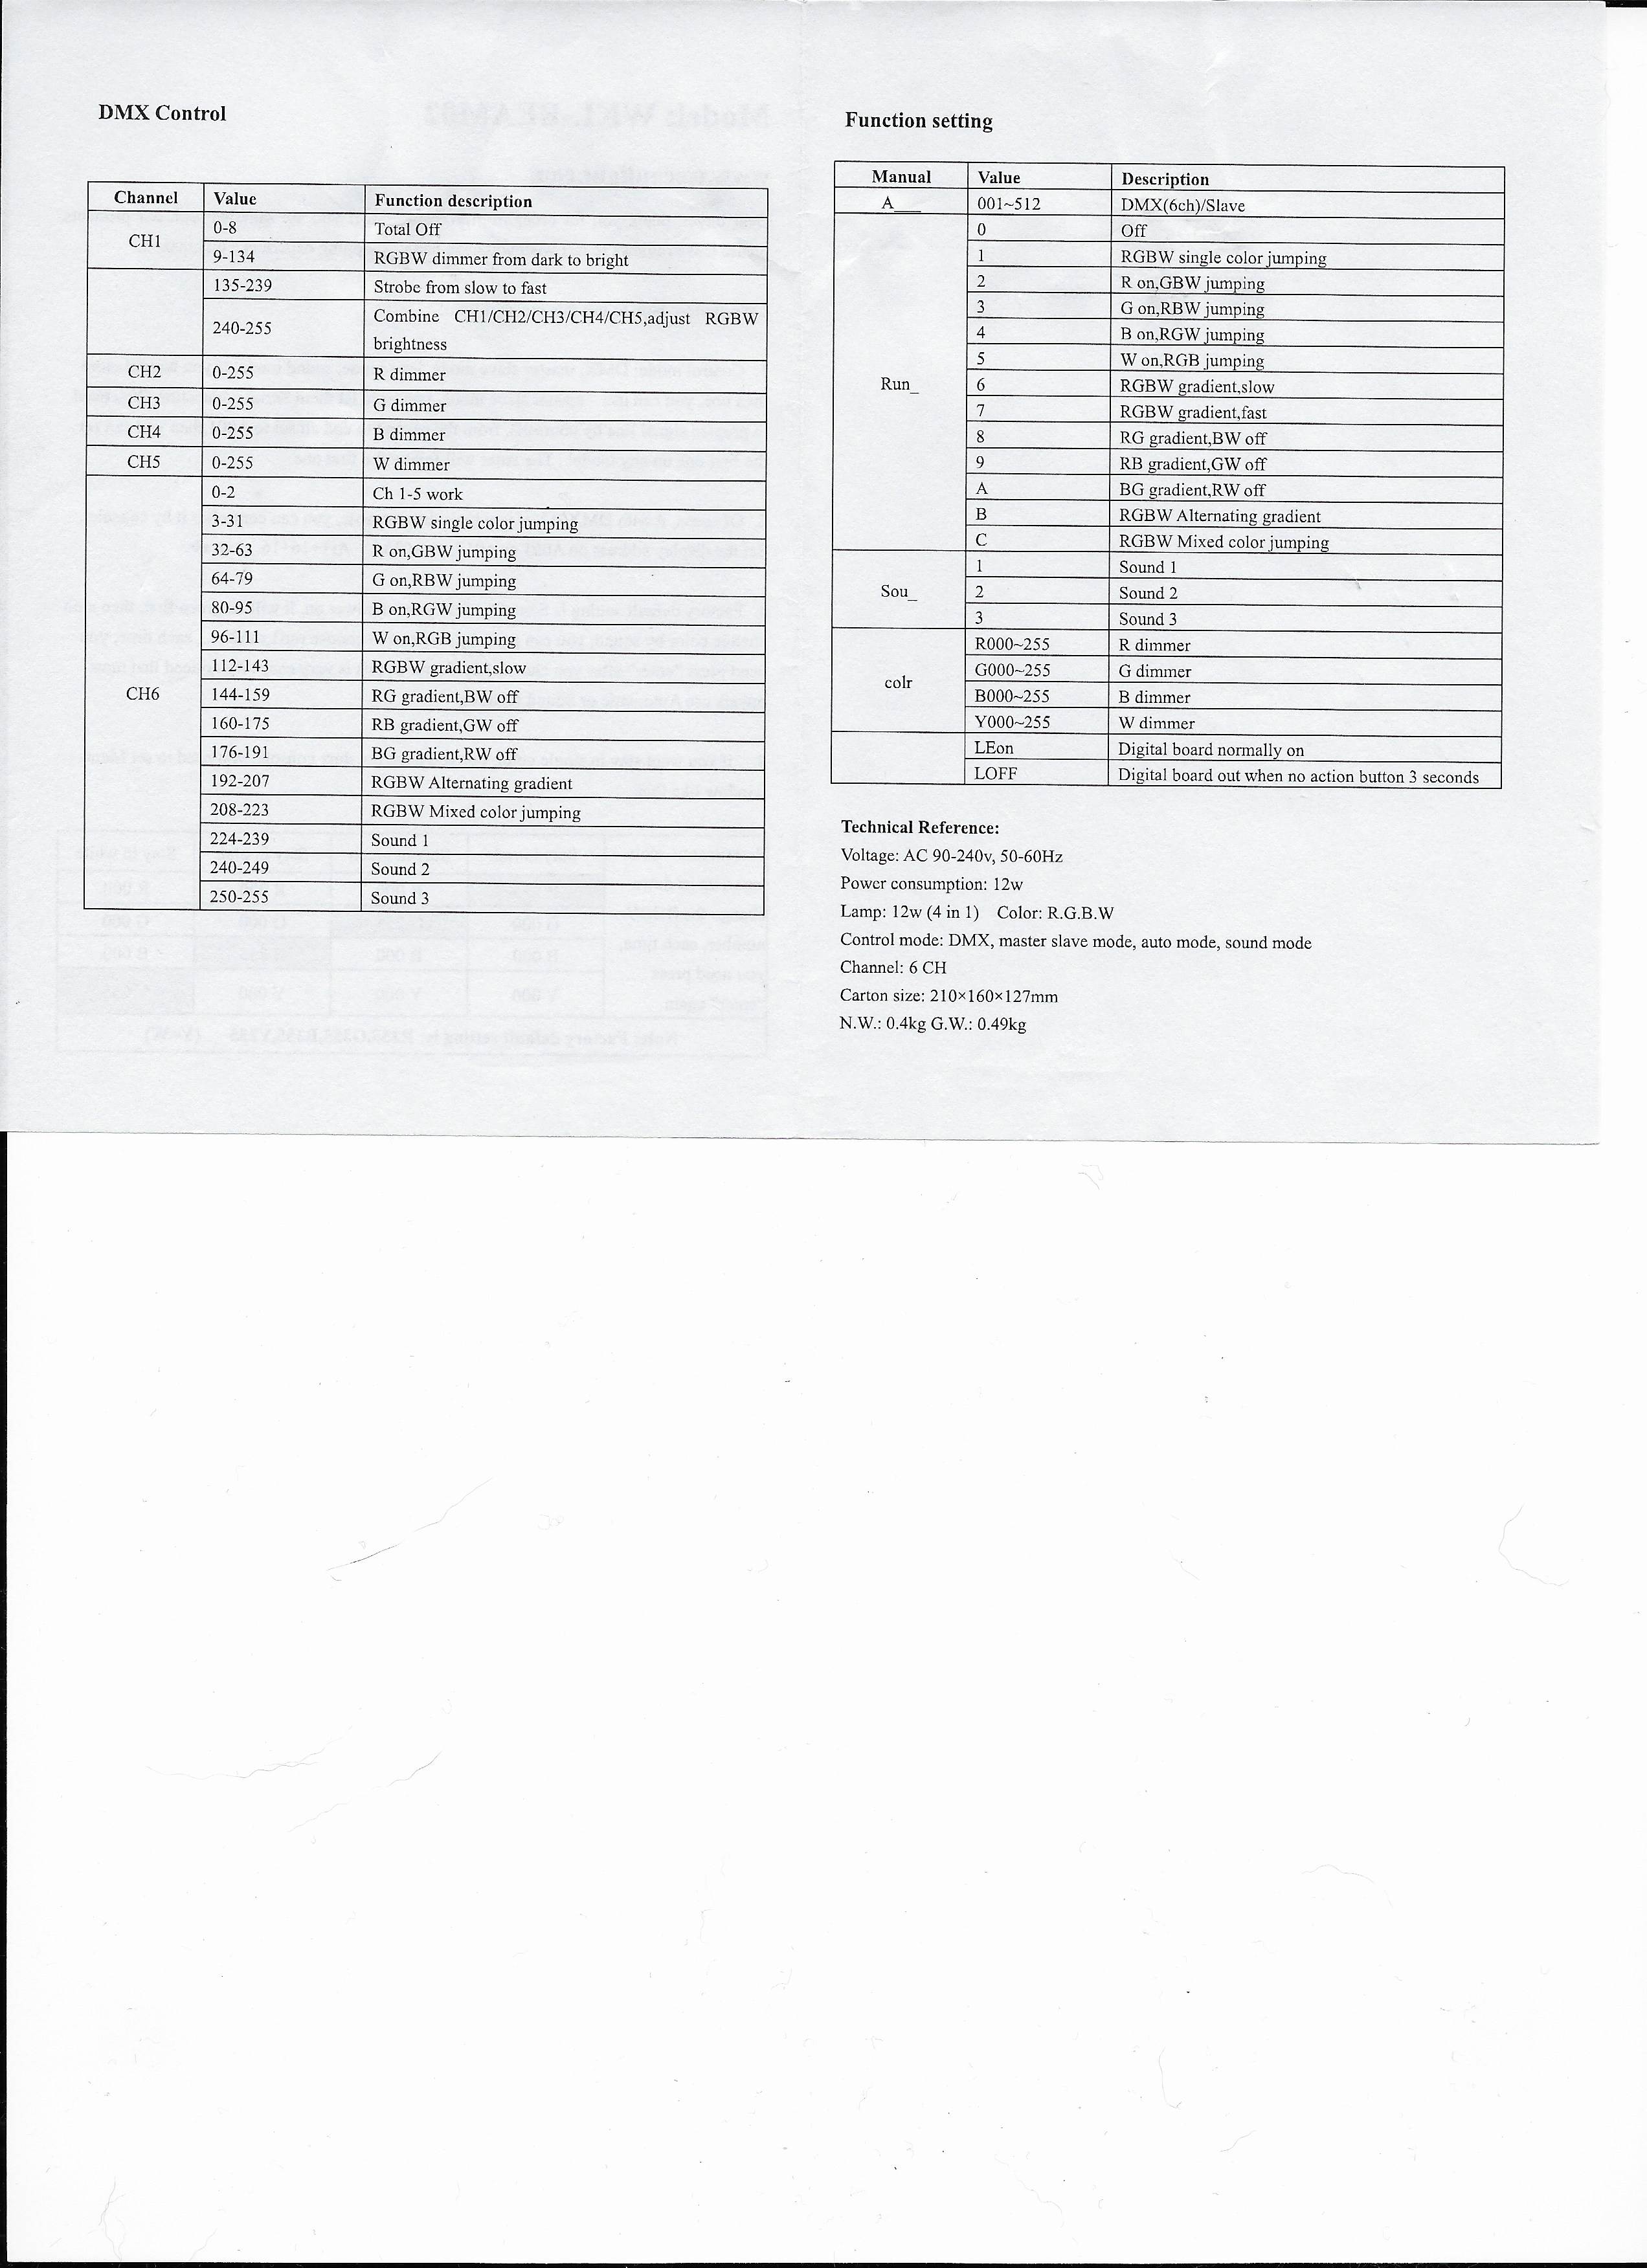 DMX Control
Channel Value Function description
CH1 0-8 Total Off
9-134 RGBW dimmer from dark to bright
135-239 Strobe from slow to fast
240-255 Combine CH1/CH2/CH3/CH4/CH5,adjust RGBW
brightness
CH2 0-255 R dimmer
CH3 0-255 G dimmer
CH4 0-255 B dimmer
CH5 0-255 W dimmer
CH6 0-2 Ch 1-5 work
3-31 RGBW single color jumping
32-63 R on,GBW jumping
64-79 G on,RBW jumping
80-95 B on,RGW jumping
96-111 W on,RGB jumping
112-143 RGBW gradient,slow
144-159 RG gradient,BW off
160-175 RB gradient,GW off
176-191 BG gradient,RW off
192-207 RGBW Alternating gradient
208-223 RGBW Mixed color jumping
224-239 Sound 1
240-249 Sound 2
250-255 Sound 3
Function setting
Manual Value Description
A___ 001~512 DMX(6ch)/Slave
Run_ 0 Off
1 RGBW single color jumping
2 R on,GBW jumping
3 G on,RBW jumping
4 B on,RGW jumping
5 W on,RGB jumping
6 RGBW gradient,slow
7 RGBW gradient,fast
8 RG gradient,BW off
9 RB gradient,GW off
A BG gradient,RW off
B RGBW Alternating gradient
C RGBW Mixed color jumping
Sou_ 1 Sound 1
2 Sound 2
3 Sound 3
colr R000~255 R dimmer
G000~255 G dimmer
B000~255 B dimmer
Y000~255 W dimmer
LEon Digital board normally on
LOFF Digital board out when no action button 3 seconds
Technical Reference:
Voltage: AC 90-240v, 50-60Hz
Power consumption: 12w
Lamp: 12w (4 in 1) Color: R.G.B.W
Control mode: DMX, master slave mode, auto mode, sound mode
Channel: 6 CH
Carton size: 210×160×127mm
N.W.: 0.4kg G.W.: 0.49kg